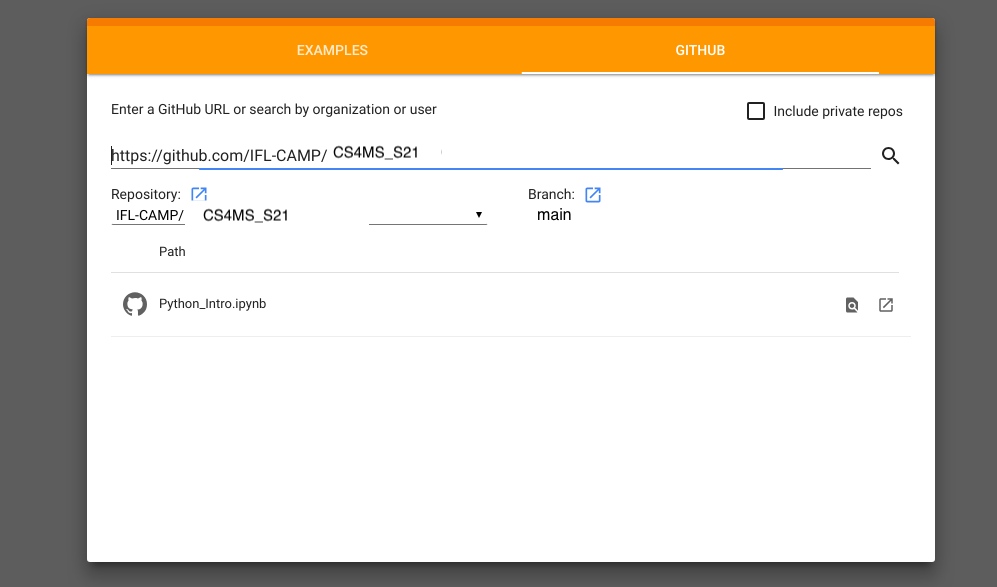 EXAMPLES GITHUB
Enter a GitHub URL or search by organization or user
Include private repos
https://github.com/IFL-CAMP/ CS4MS_S21
Repository: Branch:
IFL-CAMP/ CS4MS_S21 main
Path
Python_Intro.ipynb